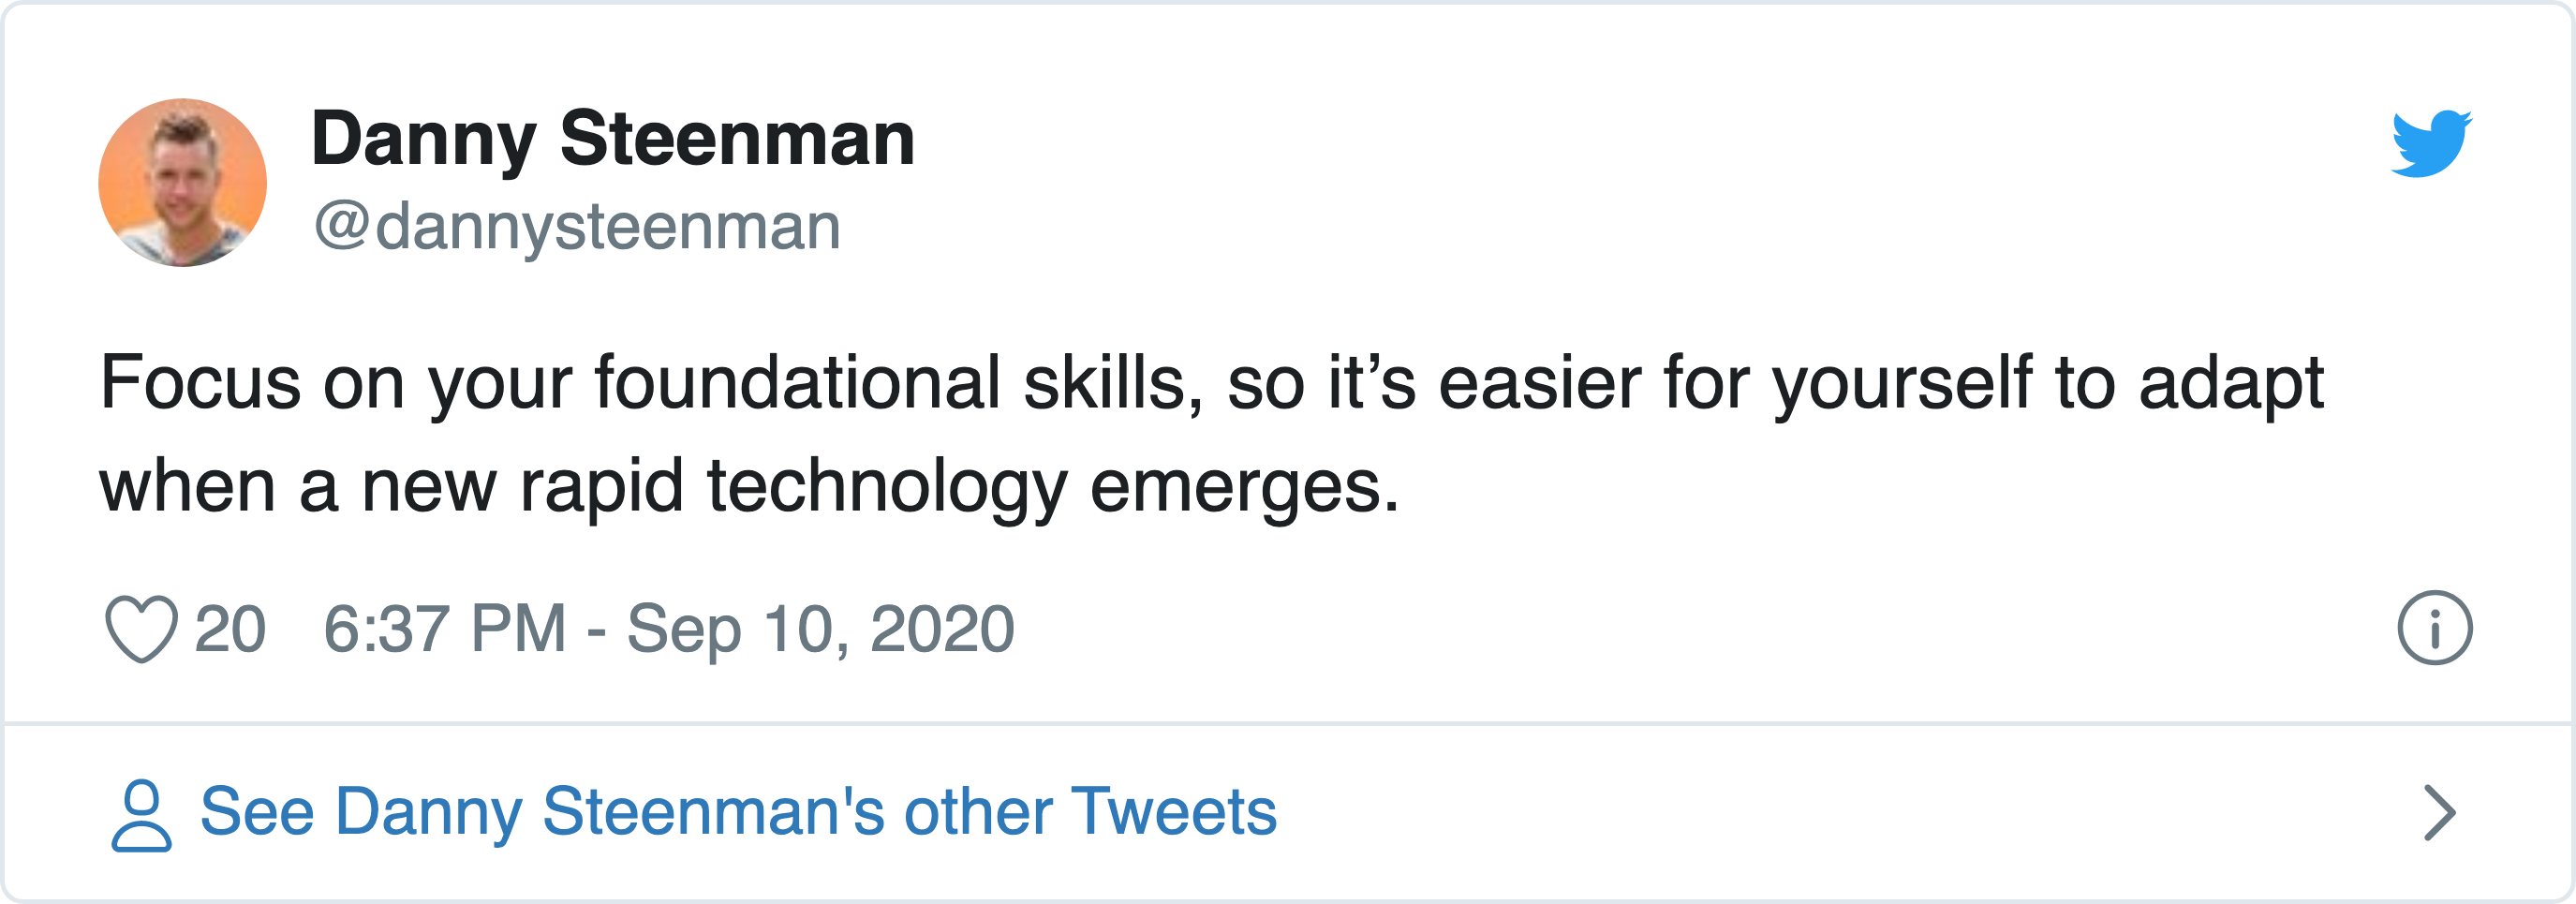 Danny Steenman
@dannysteenman
Focus on your foundational skills, so it’s easier for yourself to adapt
when a new rapid technology emerges.
20 6:37 PM - Sep 10, 2020
See Danny Steenman's other Tweets